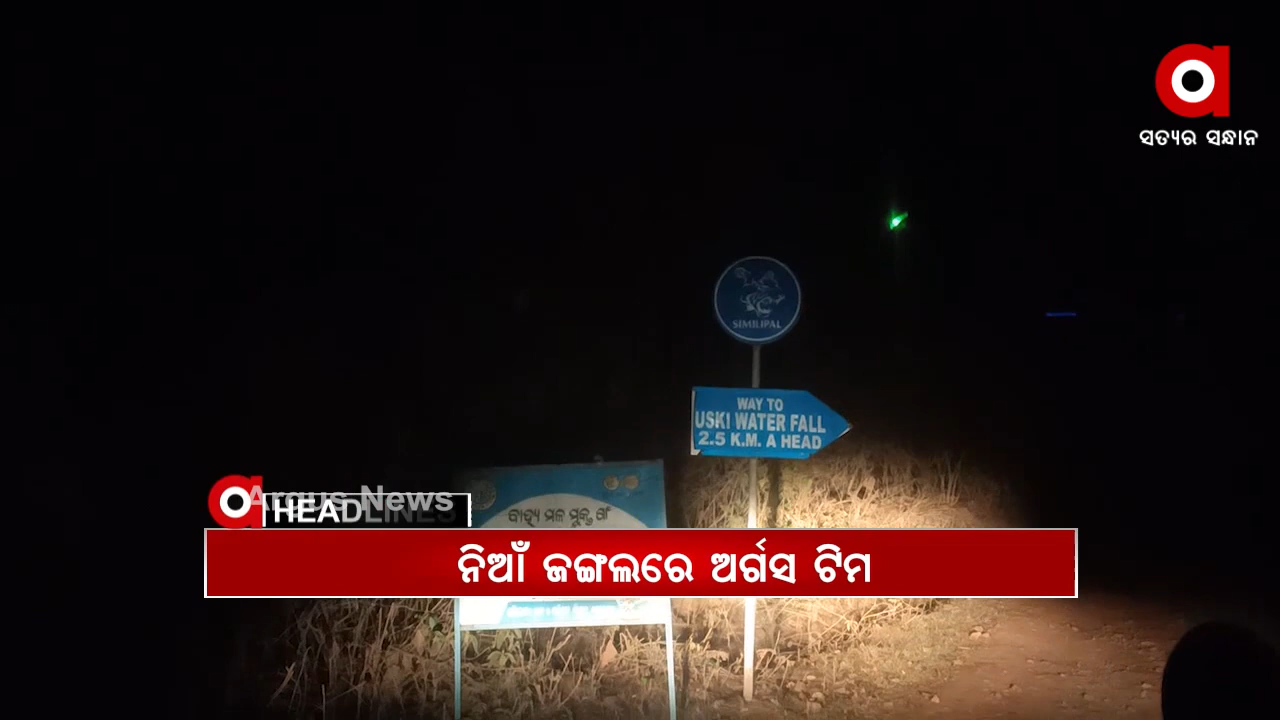 ସତ୍ୟର ସନ୍ଧାନ
SIMILIPAL
WAY TO
USKI WATER FALL
2.5 K.M. A HEAD
ବାହ୍ୟ ମଳ ମୁକ୍ତ ଗାଁ
Argus News
HEADLINES
ନିଆଁ ଜଙ୍ଗଲରେ ଅର୍ଗସ ଟିମ